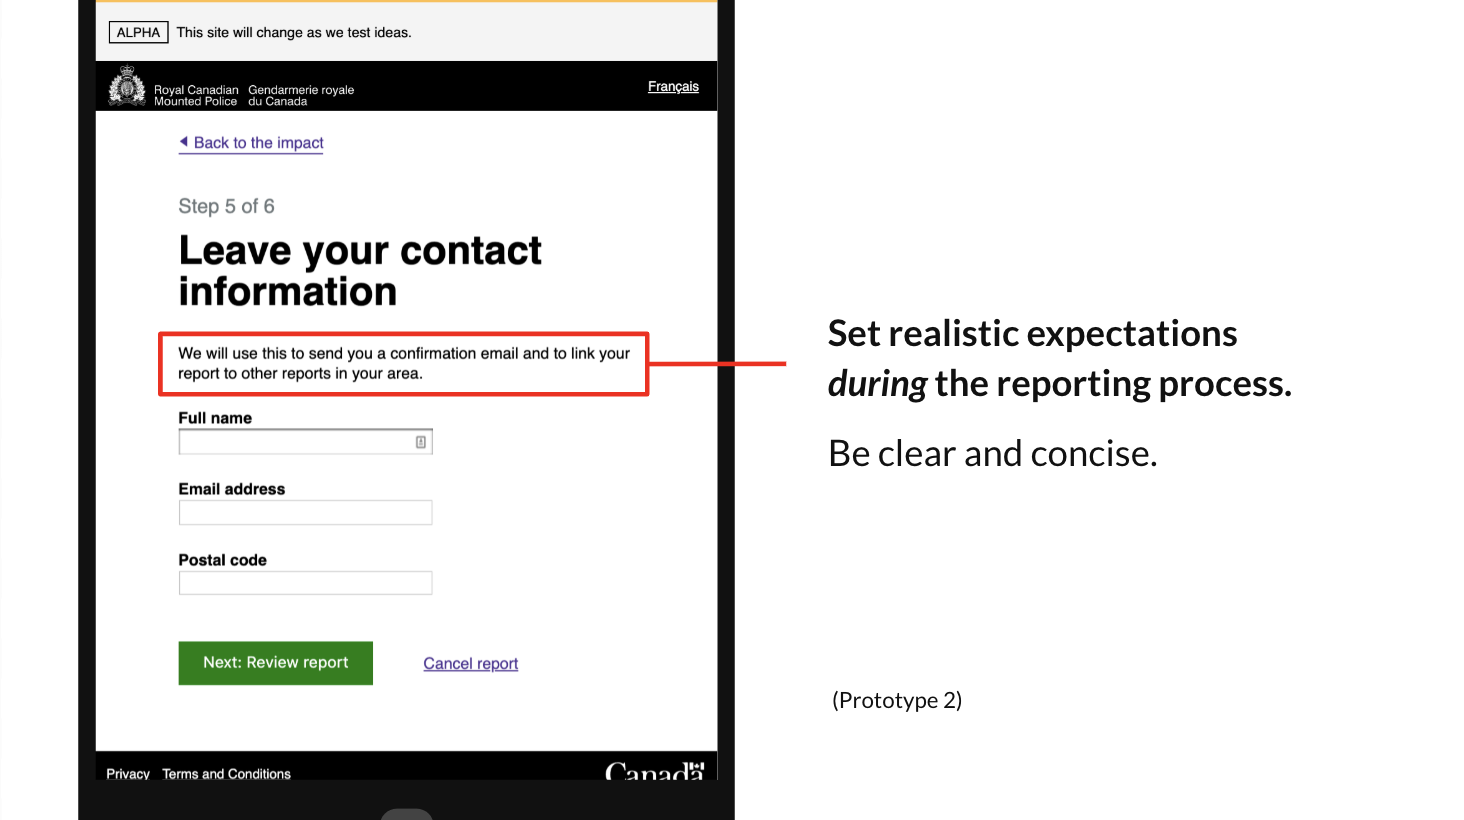 ALPHA This site will change as we test ideas.
Royal Canadian Gendarmerie royale
Mounted Police du Canada
Français
Back to the impact
Step 5 of 6
Leave your contact
information
We will use this to send you a confirmation email and to link your
report to other reports in your area.
Full name
Email address
Postal code
Next: Review report Cancel report
Privacy Terms and Conditions
Canada
Set realistic expectations
during the reporting process.
Be clear and concise.
(Prototype 2)